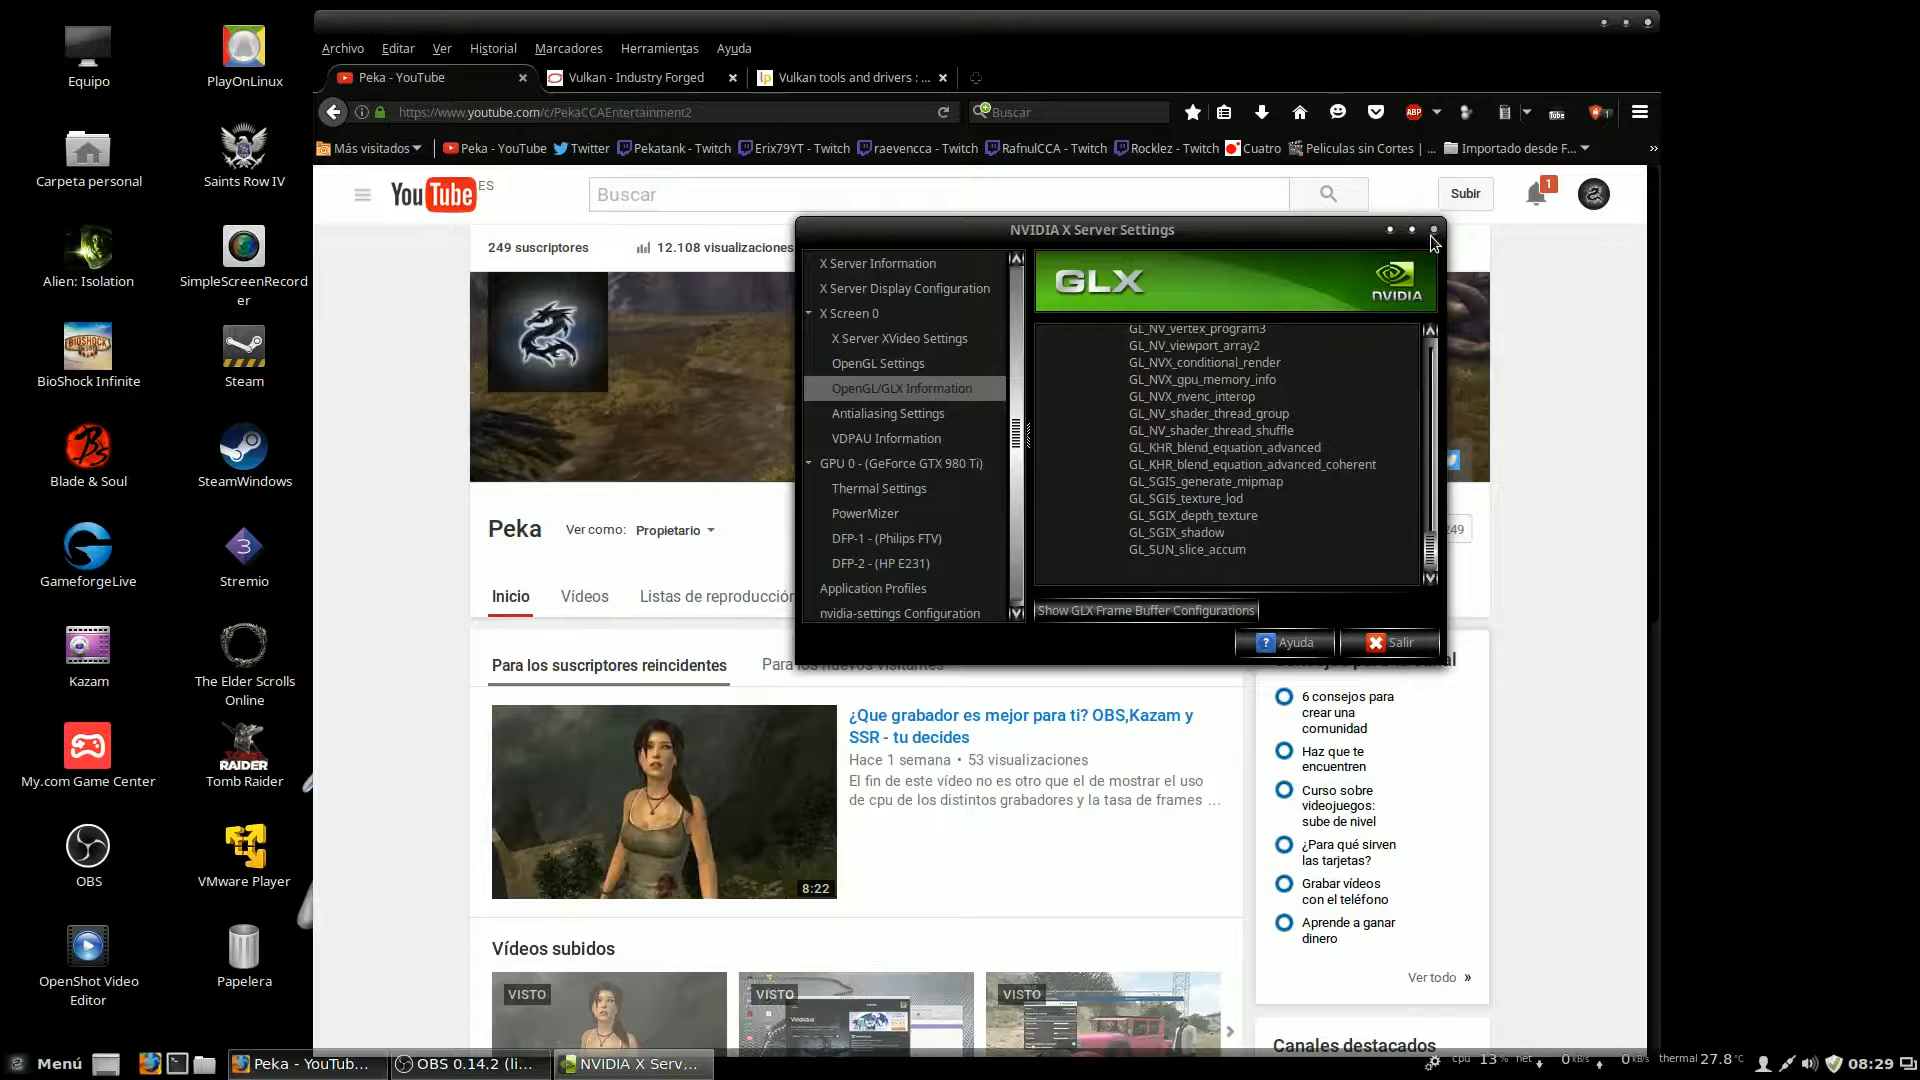 Equipo
PlayOnLinux
Carpeta personal
Saints Row IV
Alien: Isolation
SimpleScreenRecord
er
BioShock Infinite
Steam
Blade & Soul
SteamWindows
GameforgeLive
Stremio
Kazam
The Elder Scrolls
Online
My.com Game Center
Tomb Raider
OBS
VMware Player
OpenShot Video
Editor
Papelera
Archivo Editar Ver Historial Marcadores Herramientas Ayuda
Peka - YouTube
Vulkan - Industry Forged
Vulkan tools and drivers : ...
https://www.youtube.com/c/PekaCCAEntertainment2
Buscar
ABP
Más visitados
Peka - YouTube
Twitter
Pekatank - Twitch
Erix79YT - Twitch
raevencca - Twitch
RafnulCCA - Twitch
Rocklez - Twitch
Cuatro
Peliculas sin Cortes | ...
Importado desde F...
YouTube ES
Buscar
Subir
1
249 suscriptores
12.108 visualizaciones
NVIDIA X Server Settings
X Server Information
X Server Display Configuration
X Screen 0
X Server XVideo Settings
OpenGL Settings
OpenGL/GLX Information
Antialiasing Settings
VDPAU Information
GPU 0 - (GeForce GTX 980 Ti)
Thermal Settings
PowerMizer
DFP-1 - (Philips FTV)
DFP-2 - (HP E231)
Application Profiles
nvidia-settings Configuration
GLX
NVIDIA
GL_NV_vertex_program3
GL_NV_viewport_array2
GL_NVX_conditional_render
GL_NVX_gpu_memory_info
GL_NVX_nvenc_interop
GL_NV_shader_thread_group
GL_NV_shader_thread_shuffle
GL_KHR_blend_equation_advanced
GL_KHR_blend_equation_advanced_coherent
GL_SGIS_generate_mipmap
GL_SGIS_texture_lod
GL_SGIX_depth_texture
GL_SGIX_shadow
GL_SUN_slice_accum
Show GLX Frame Buffer Configurations
Ayuda
Salir
Peka
Ver como: Propietario
249
Inicio
Vídeos
Listas de reproducción
Para los suscriptores reincidentes
Para los nuevos visitantes
¿Que grabador es mejor para ti? OBS,Kazam y
SSR - tu decides
Hace 1 semana • 53 visualizaciones
El fin de este vídeo no es otro que el de mostrar el uso
de cpu de los distintos grabadores y la tasa de frames ...
8:22
Vídeos subidos
VISTO
VISTO
VISTO
6 consejos para
crear una
comunidad
Haz que te
encuentren
Curso sobre
videojuegos:
sube de nivel
¿Para qué sirven
las tarjetas?
Grabar vídeos
con el teléfono
Aprende a ganar
dinero
Ver todo »
Canales destacados
Menú
Peka - YouTub...
OBS 0.14.2 (li...
NVIDIA X Serv...
cpu 13% net 0kB/s 0kB/s thermal 27.8°C
08:29